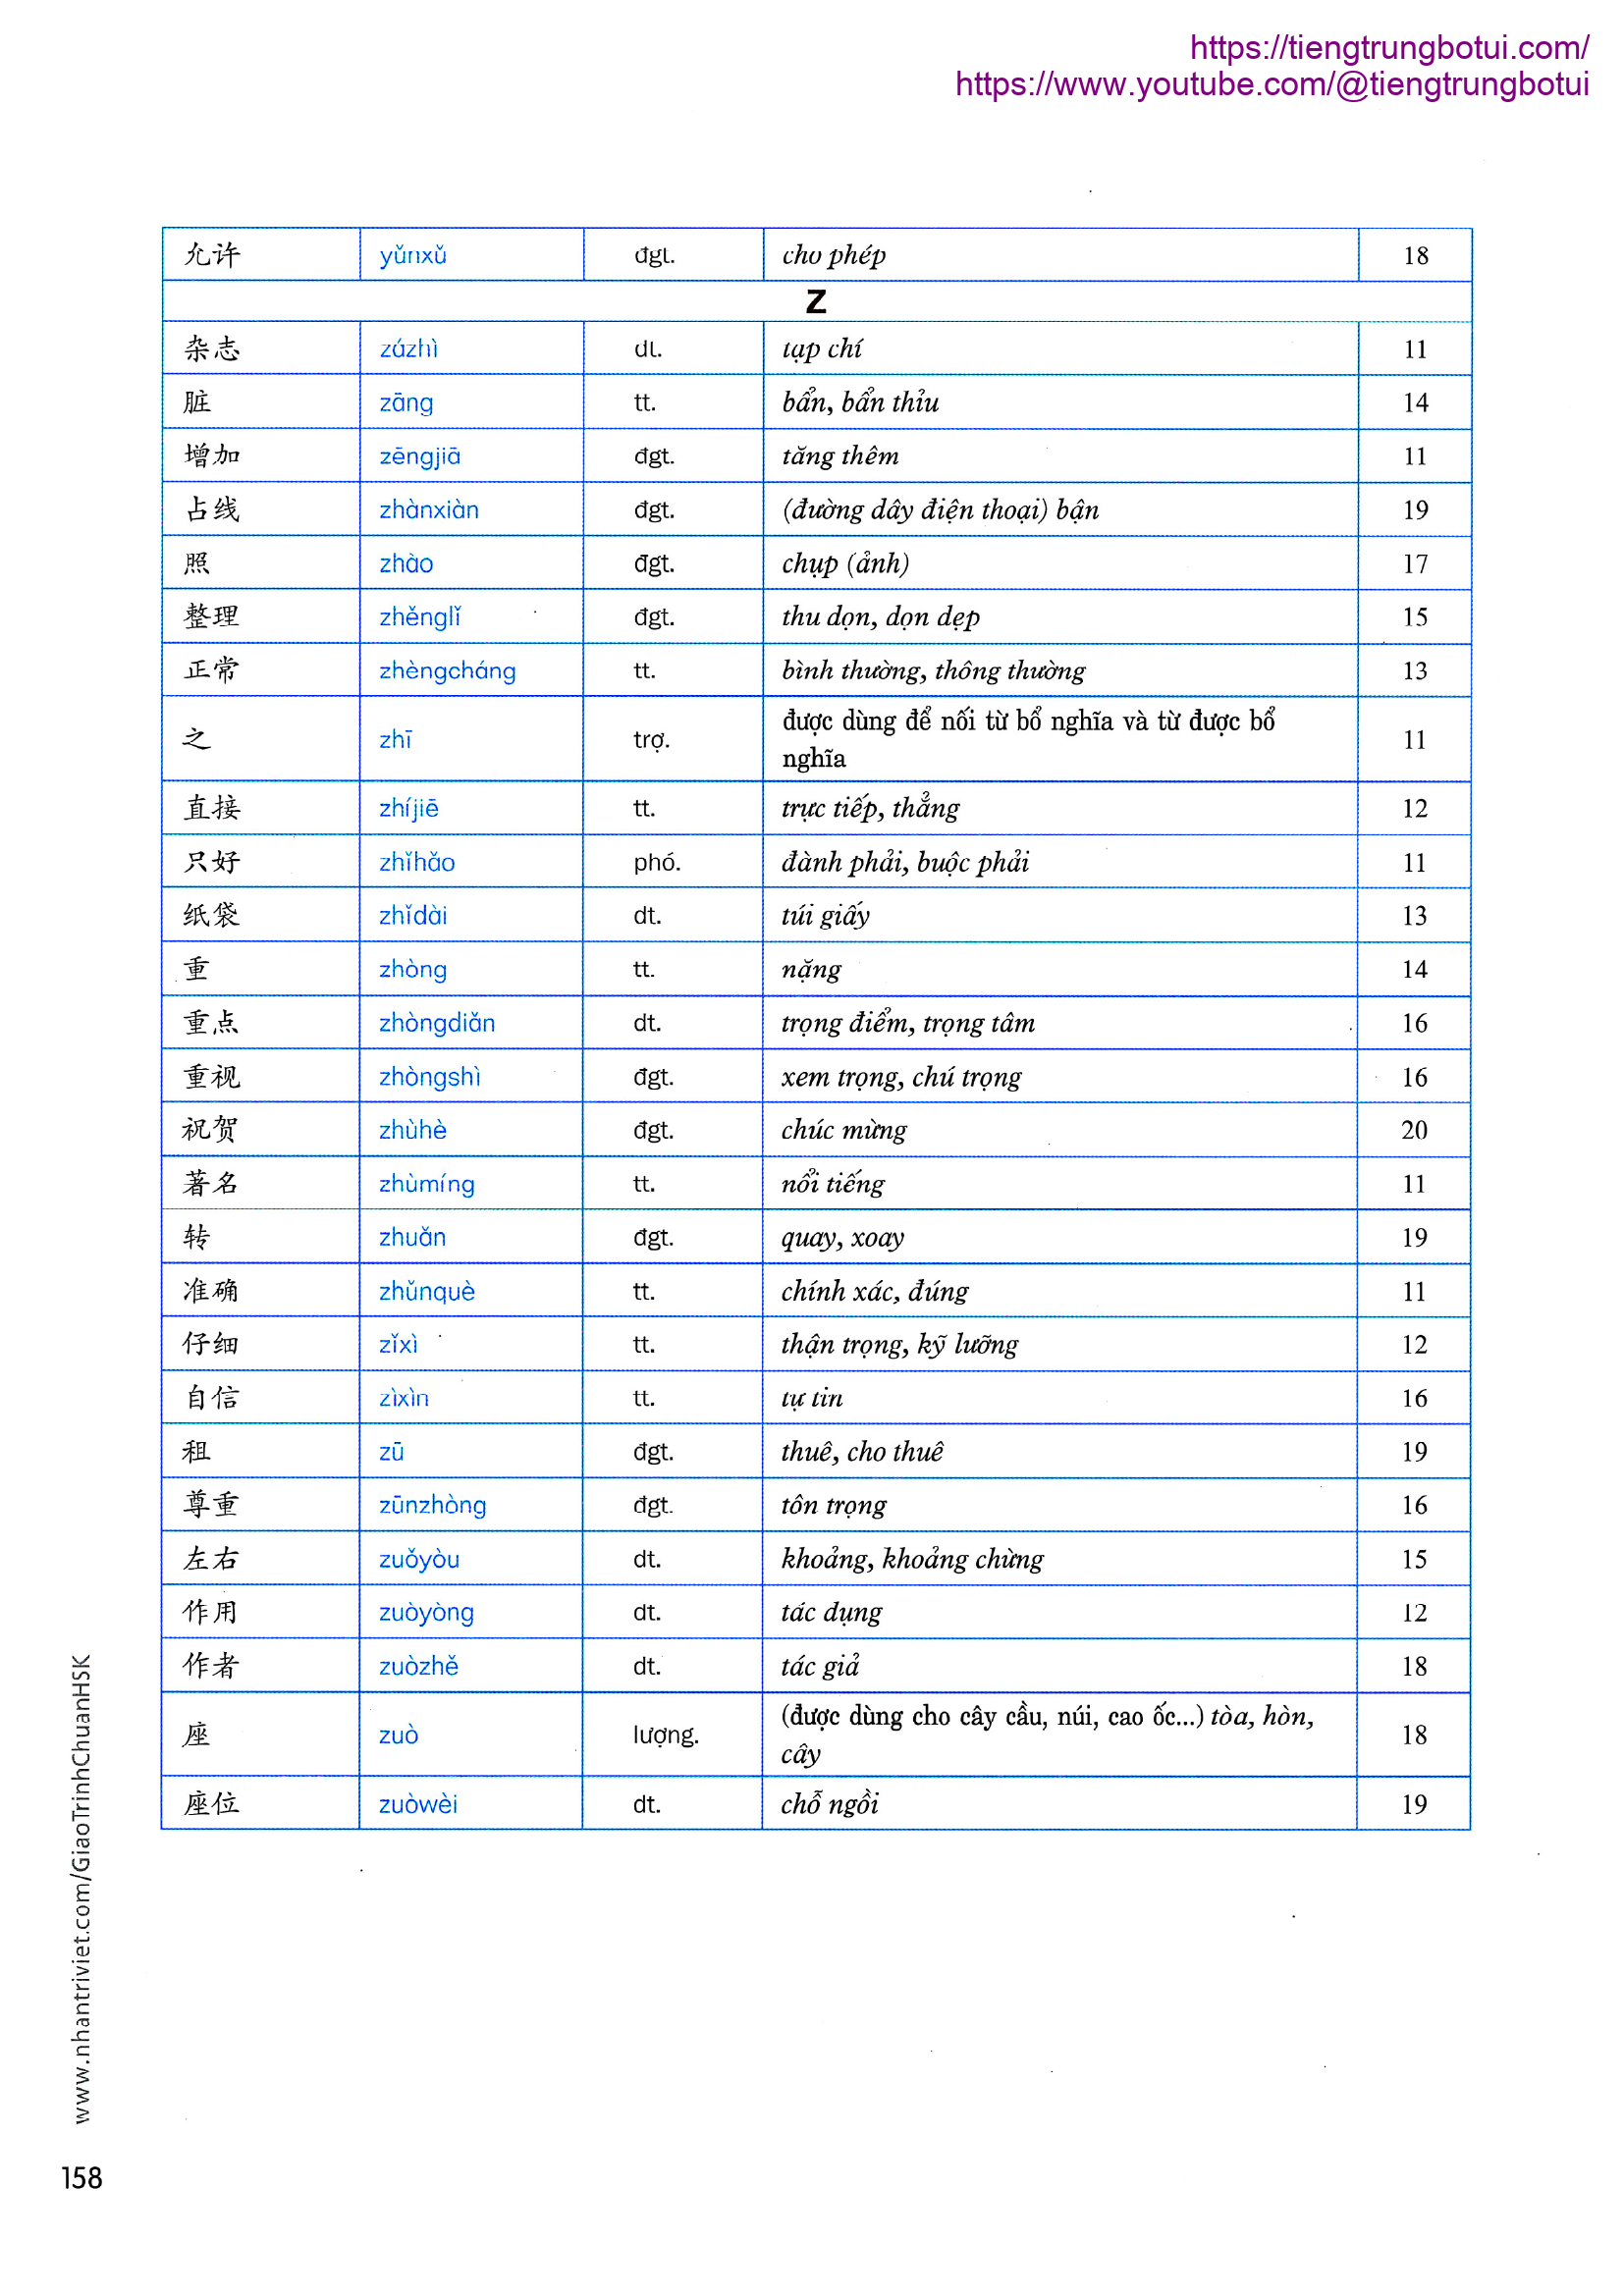 https://tiengtrungbotui.com/
https://www.youtube.com/@tiengtrungbotui
允许 yǔnxǔ đgt. cho phép 18
Z
杂志 zázhì dt. tạp chí 11
脏 zāng tt. bẩn, bẩn thỉu 14
增加 zēngjiā đgt. tăng thêm 11
占线 zhànxiàn đgt. (đường dây điện thoại) bận 19
照 zhào đgt. chụp (ảnh) 17
整理 zhěnglǐ đgt. thu dọn, dọn dẹp 15
正常 zhèngcháng tt. bình thường, thông thường 13
之 zhī trợ. được dùng để nối từ bổ nghĩa và từ được bổ
nghĩa 11
直接 zhíjiē tt. trực tiếp, thẳng 12
只好 zhǐhǎo phó. đành phải, buộc phải 11
纸袋 zhǐdài dt. túi giấy 13
重 zhòng tt. nặng 14
重点 zhòngdiǎn dt. trọng điểm, trọng tâm 16
重视 zhòngshì đgt. xem trọng, chú trọng 16
祝贺 zhùhè đgt. chúc mừng 20
著名 zhùmíng tt. nổi tiếng 11
转 zhuǎn đgt. quay, xoay 19
准确 zhǔnquè tt. chính xác, đúng 11
仔细 zǐxì tt. thận trọng, kỹ lưỡng 12
自信 zìxìn tt. tự tin 16
租 zū đgt. thuê, cho thuê 19
尊重 zūnzhòng đgt. tôn trọng 16
左右 zuǒyòu dt. khoảng, khoảng chừng 15
作用 zuòyòng dt. tác dụng 12
作者 zuòzhě dt. tác giả 18
座 zuò lượng. (được dùng cho cây cầu, núi, cao ốc...) tòa, hòn,
cây 18
座位 zuòwèi dt. chỗ ngồi 19
www.nhantriviet.com/GiaoTrinhChuanHSK
158